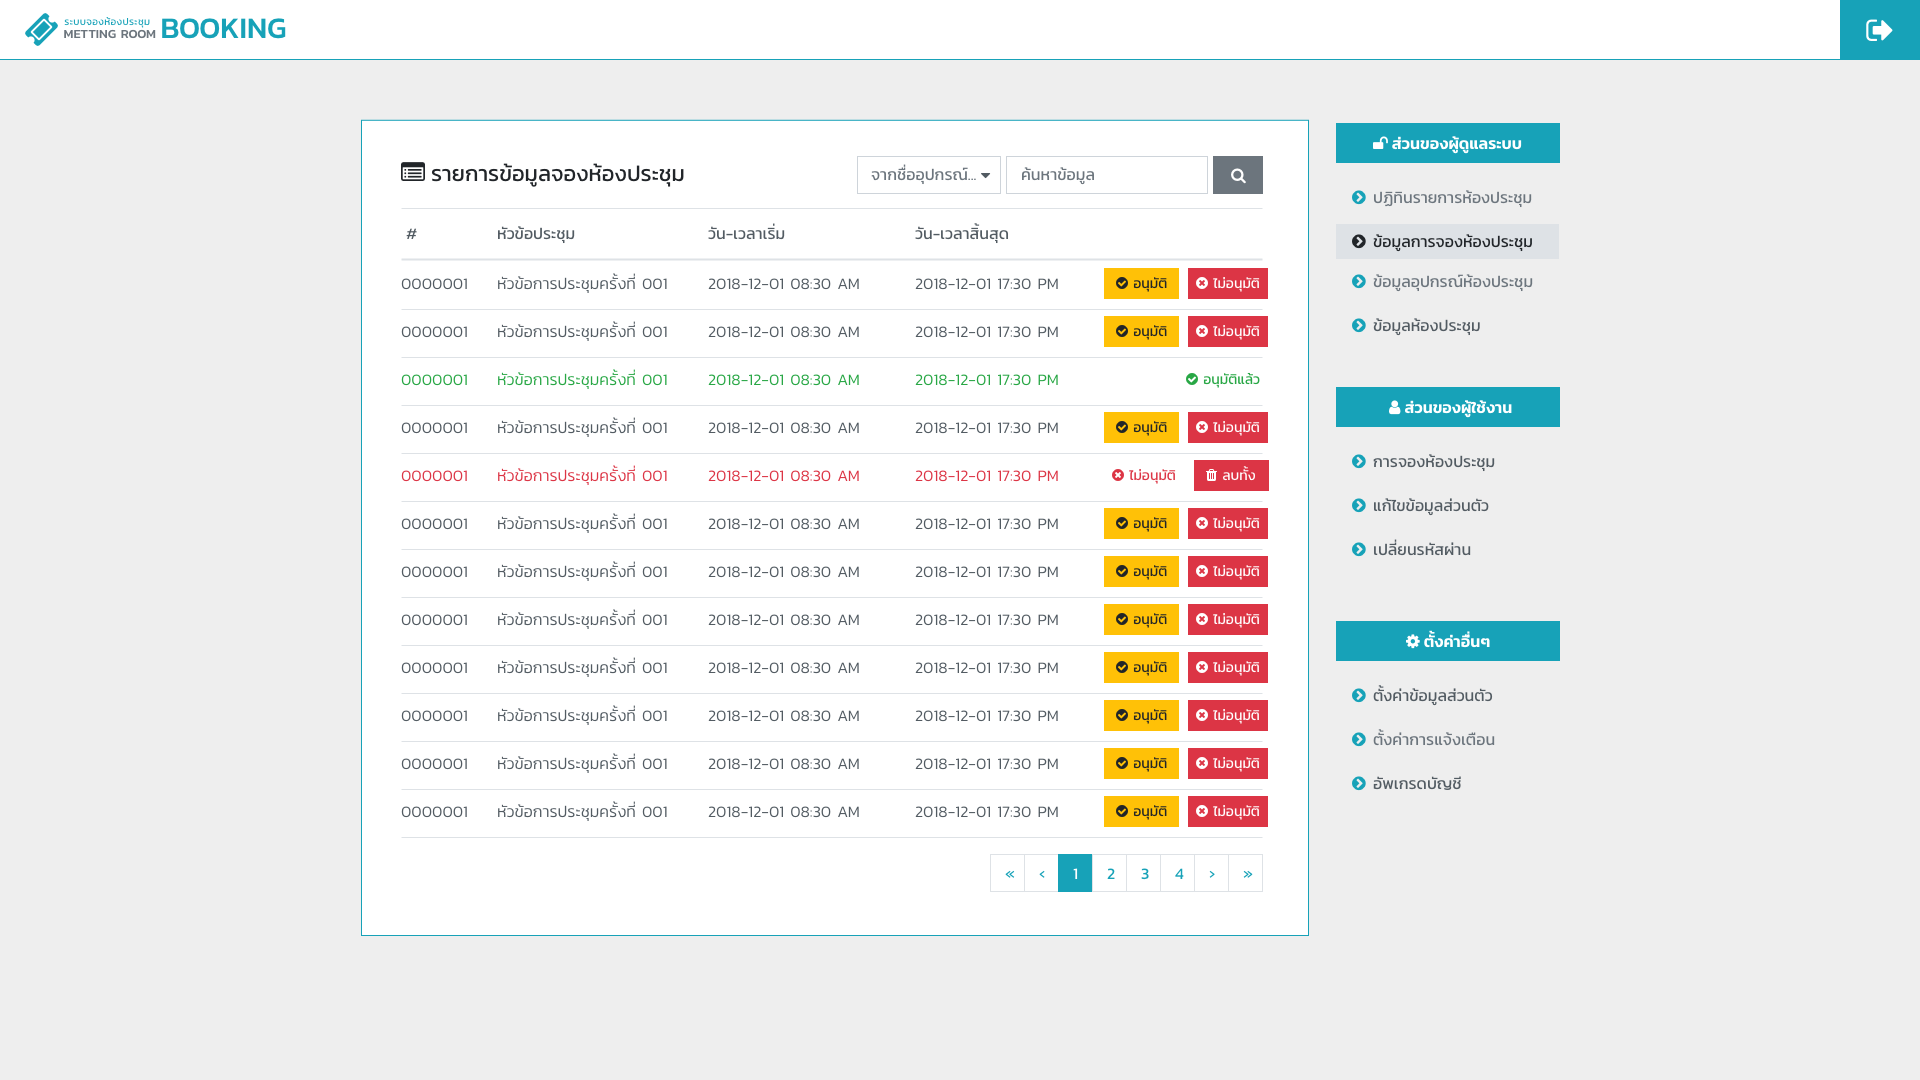 ระบบจองห้องประชุม
METTING ROOM BOOKING
รายการข้อมูลจองห้องประชุม จากชื่ออุปกรณ์... ค้นหาข้อมูล
# หัวข้อประชุม วัน-เวลาเริ่ม วัน-เวลาสิ้นสุด
0000001 หัวข้อการประชุมครั้งที่ 001 2018-12-01 08:30 AM 2018-12-01 17:30 PM อนุมัติ ไม่อนุมัติ
0000001 หัวข้อการประชุมครั้งที่ 001 2018-12-01 08:30 AM 2018-12-01 17:30 PM อนุมัติ ไม่อนุมัติ
0000001 หัวข้อการประชุมครั้งที่ 001 2018-12-01 08:30 AM 2018-12-01 17:30 PM อนุมัติแล้ว
0000001 หัวข้อการประชุมครั้งที่ 001 2018-12-01 08:30 AM 2018-12-01 17:30 PM อนุมัติ ไม่อนุมัติ
0000001 หัวข้อการประชุมครั้งที่ 001 2018-12-01 08:30 AM 2018-12-01 17:30 PM ไม่อนุมัติ ลบทิ้ง
0000001 หัวข้อการประชุมครั้งที่ 001 2018-12-01 08:30 AM 2018-12-01 17:30 PM อนุมัติ ไม่อนุมัติ
0000001 หัวข้อการประชุมครั้งที่ 001 2018-12-01 08:30 AM 2018-12-01 17:30 PM อนุมัติ ไม่อนุมัติ
0000001 หัวข้อการประชุมครั้งที่ 001 2018-12-01 08:30 AM 2018-12-01 17:30 PM อนุมัติ ไม่อนุมัติ
0000001 หัวข้อการประชุมครั้งที่ 001 2018-12-01 08:30 AM 2018-12-01 17:30 PM อนุมัติ ไม่อนุมัติ
0000001 หัวข้อการประชุมครั้งที่ 001 2018-12-01 08:30 AM 2018-12-01 17:30 PM อนุมัติ ไม่อนุมัติ
0000001 หัวข้อการประชุมครั้งที่ 001 2018-12-01 08:30 AM 2018-12-01 17:30 PM อนุมัติ ไม่อนุมัติ
0000001 หัวข้อการประชุมครั้งที่ 001 2018-12-01 08:30 AM 2018-12-01 17:30 PM อนุมัติ ไม่อนุมัติ
« ‹ 1 2 3 4 › »
ส่วนของผู้ดูแลระบบ
ปฏิทินรายการห้องประชุม
ข้อมูลการจองห้องประชุม
ข้อมูลอุปกรณ์ห้องประชุม
ข้อมูลห้องประชุม
ส่วนของผู้ใช้งาน
การจองห้องประชุม
แก้ไขข้อมูลส่วนตัว
เปลี่ยนรหัสผ่าน
ตั้งค่าอื่นๆ
ตั้งค่าข้อมูลส่วนตัว
ตั้งค่าการแจ้งเตือน
อัพเกรดบัญชี